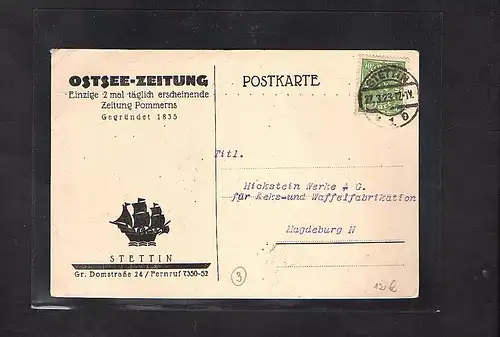 OSTSEE-ZEITUNG
Einzige 2 mal täglich erscheinende
Zeitung Pommerns
Gegründet 1835
STETTIN
Gr. Domstraße 24 / Fernruf 7350-52
POSTKARTE
STETTIN
Titl.
Hickstein Werke A G.
für Keks-und Waffelfabrikation
Magdeburg N
3